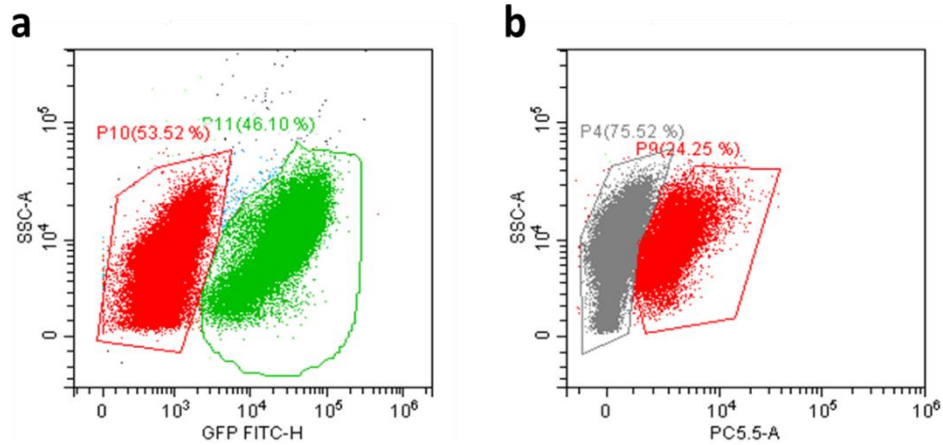 a
b
P10(53.52 %)
P11(46.10 %)
P4(75.52 %)
P9(24.25 %)
SSC-A
10⁵
10⁴
0
0
10³
10⁴
10⁵
10⁶
GFP FITC-H
SSC-A
10⁵
10⁴
0
0
10⁴
10⁵
10⁶
PC5.5-A